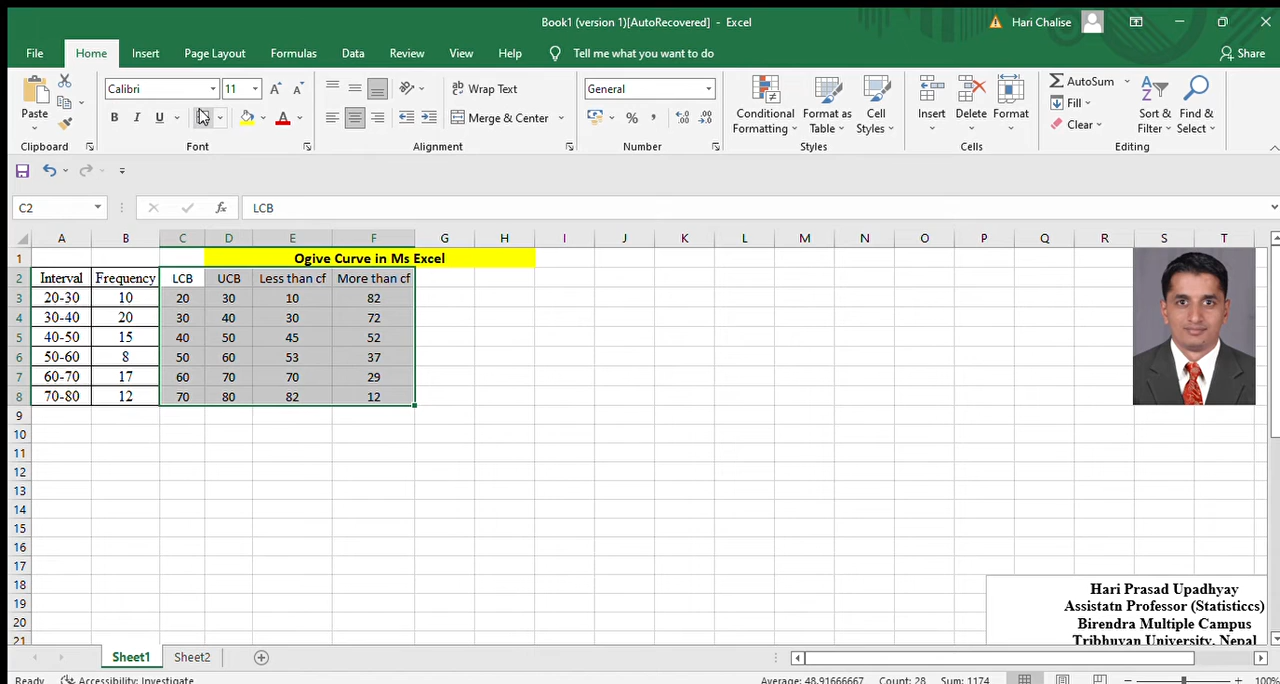 Book1 (version 1)[AutoRecovered] - Excel
Hari Chalise
File Home Insert Page Layout Formulas Data Review View Help Tell me what you want to do Share
Calibri 11 Wrap Text General AutoSum
Paste B I U Merge & Center % Conditional Formatting Format as Table Cell Styles Insert Delete Format Fill Clear Sort & Filter Find & Select
Clipboard Font Alignment Number Styles Cells Editing
C2 fx LCB
A B C D E F G H I J K L M N O P Q R S T
1 Ogive Curve in Ms Excel
2 Interval Frequency LCB UCB Less than cf More than cf
3 20-30 10 20 30 10 82
4 30-40 20 30 40 30 72
5 40-50 15 40 50 45 52
6 50-60 8 50 60 53 37
7 60-70 17 60 70 70 29
8 70-80 12 70 80 82 12
9
10
11
12
13
14
15
16
17
18
Hari Prasad Upadhyay
19 Assistatn Professor (Statisticcs)
20 Birendra Multiple Campus
21 Tribhuvan University, Nepal
Sheet1 Sheet2
Ready Accessibility: Investigate Average: 48.91666667 Count: 28 Sum: 1174 100%